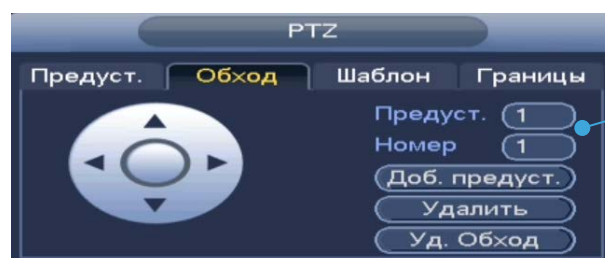 PTZ
Предуст. Обход Шаблон Границы
Предуст. 1
Номер 1
Доб. предуст.
Удалить
Уд. Обход